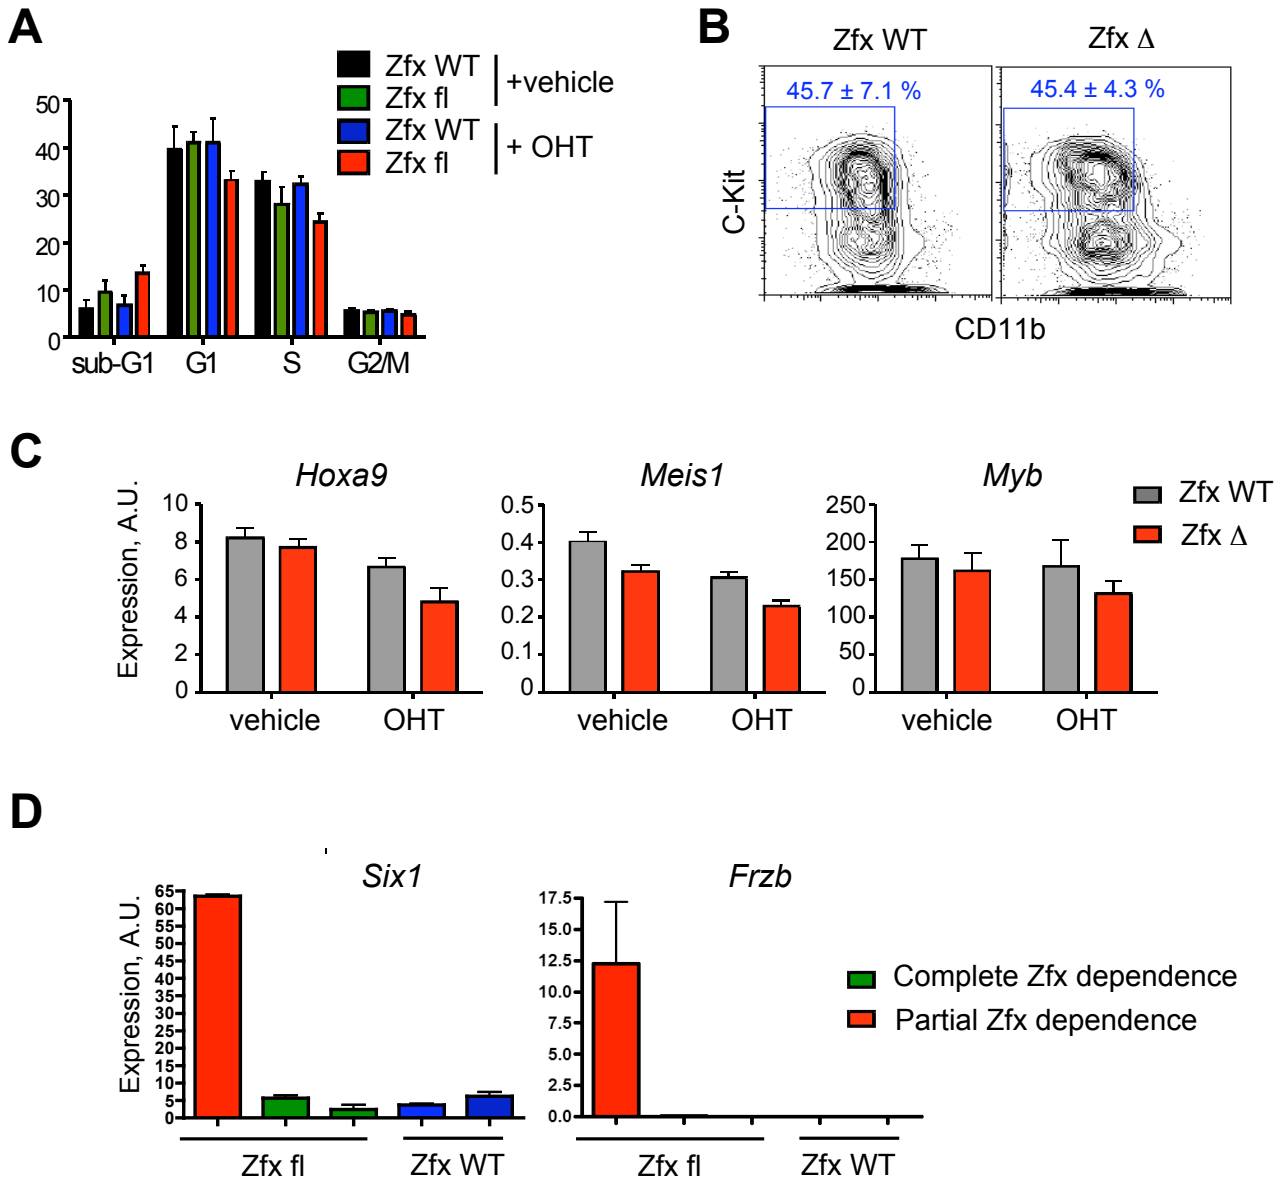 A
Zfx WT
Zfx fl
+vehicle
Zfx WT
Zfx fl
+ OHT
50
40
30
20
10
0
sub-G1 G1 S G2/M
B
Zfx WT Zfx Δ
45.7 ± 7.1 % 45.4 ± 4.3 %
C-Kit
CD11b
C
Hoxa9 Meis1 Myb
Zfx WT
Zfx Δ
Expression, A.U.
10
8
6
4
2
0
vehicle OHT
0.5
0.4
0.3
0.2
0.1
0
vehicle OHT
250
200
150
100
50
0
vehicle OHT
D
Six1 Frzb
Expression, A.U.
65
60
55
50
45
40
35
30
25
20
15
10
5
0
Zfx fl Zfx WT
17.5
15.0
12.5
10.0
7.5
5.0
2.5
0.0
Zfx fl Zfx WT
Complete Zfx dependence
Partial Zfx dependence